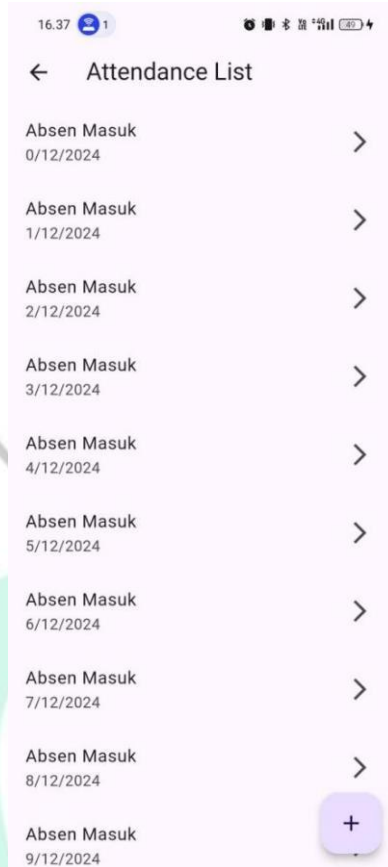 16.37 1 49
Attendance List
Absen Masuk
0/12/2024
Absen Masuk
1/12/2024
Absen Masuk
2/12/2024
Absen Masuk
3/12/2024
Absen Masuk
4/12/2024
Absen Masuk
5/12/2024
Absen Masuk
6/12/2024
Absen Masuk
7/12/2024
Absen Masuk
8/12/2024
Absen Masuk
9/12/2024
+